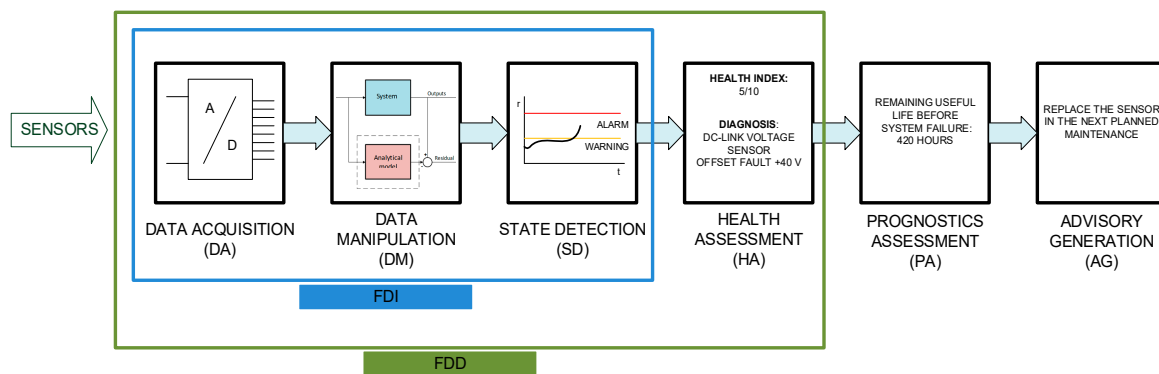 SENSORS
A
D
DATA ACQUISITION
(DA)
System
Outputs
Analytical
model
+
-
Residual
DATA
MANIPULATION
(DM)
r
ALARM
WARNING
t
STATE DETECTION
(SD)
HEALTH INDEX:
5/10
DIAGNOSIS:
DC-LINK VOLTAGE
SENSOR
OFFSET FAULT +40 V
HEALTH
ASSESSMENT
(HA)
REMAINING USEFUL
LIFE BEFORE
SYSTEM FAILURE:
420 HOURS
PROGNOSTICS
ASSESSMENT
(PA)
REPLACE THE SENSOR
IN THE NEXT PLANNED
MAINTENANCE
ADVISORY
GENERATION
(AG)
FDI
FDD